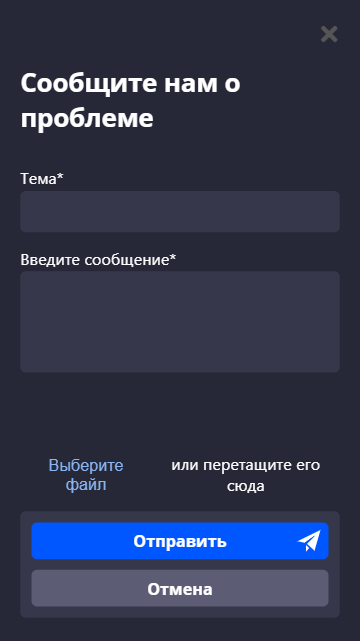 Сообщите нам о
проблеме
Тема*
Введите сообщение*
Выберите
файл
или перетащите его
сюда
Отправить
Отмена